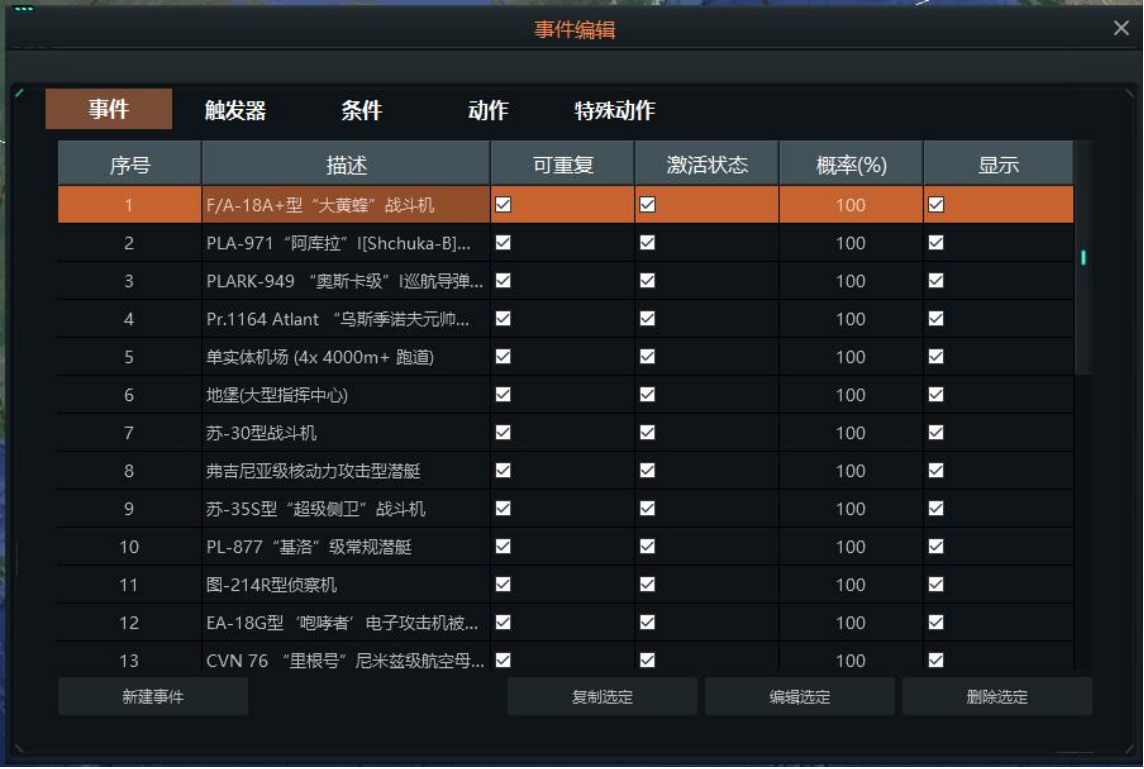 事件编辑
事件 触发器 条件 动作 特殊动作
序号 描述 可重复 激活状态 概率(%) 显示
1 F/A-18A+型“大黄蜂”战斗机 100
2 PLA-971“阿库拉”I[Shchuka-B]... 100
3 PLARK-949 “奥斯卡级”I巡航导弹... 100
4 Pr.1164 Atlant “乌斯季诺夫元帅... 100
5 单实体机场 (4x 4000m+ 跑道) 100
6 地堡(大型指挥中心) 100
7 苏-30型战斗机 100
8 弗吉尼亚级核动力攻击型潜艇 100
9 苏-35S型“超级侧卫”战斗机 100
10 PL-877“基洛”级常规潜艇 100
11 图-214R型侦察机 100
12 EA-18G型‘咆哮者’电子攻击机被... 100
13 CVN 76 “里根号”尼米兹级航空母... 100
新建事件 复制选定 编辑选定 删除选定